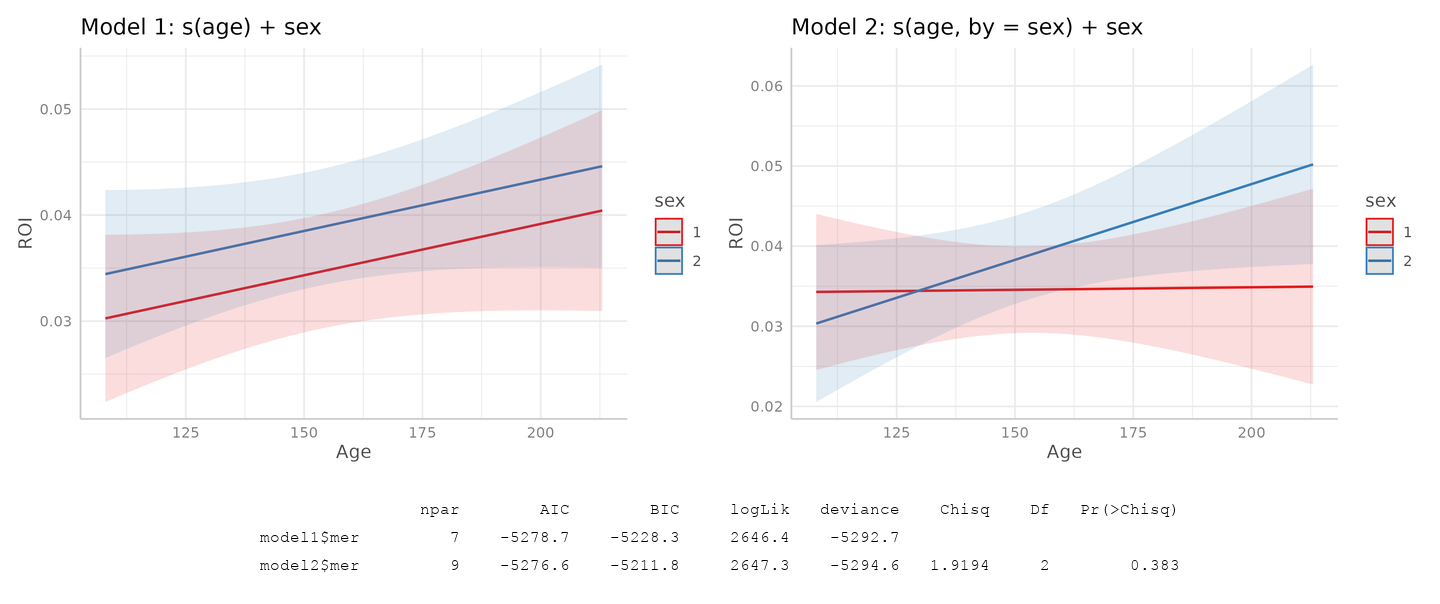 Model 1: s(age) + sex
0.05
0.04
0.03
ROI
125 150 175 200
Age
sex
1
2
Model 2: s(age, by = sex) + sex
0.06
0.05
0.04
0.03
0.02
ROI
125 150 175 200
Age
sex
1
2
npar AIC BIC logLik deviance Chisq Df Pr(>Chisq)
model1$mer 7 -5278.7 -5228.3 2646.4 -5292.7
model2$mer 9 -5276.6 -5211.8 2647.3 -5294.6 1.9194 2 0.383